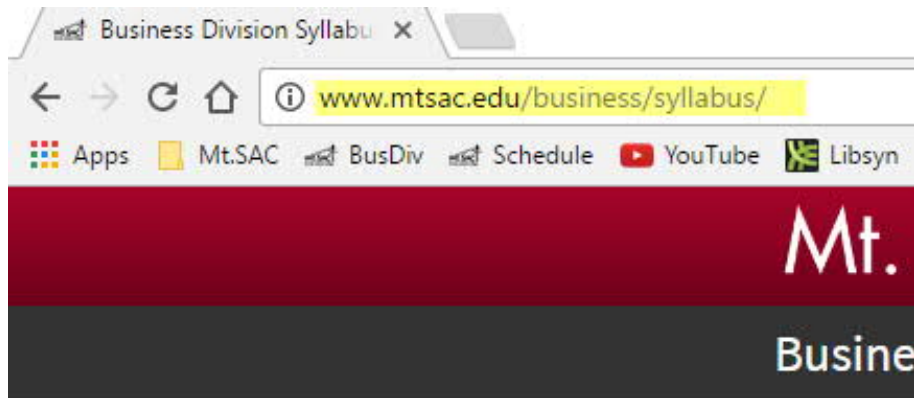 Business Division Syllabu
www.mtsac.edu/business/syllabus/
Apps Mt.SAC BusDiv Schedule YouTube Libsyn
Mt.
Busine